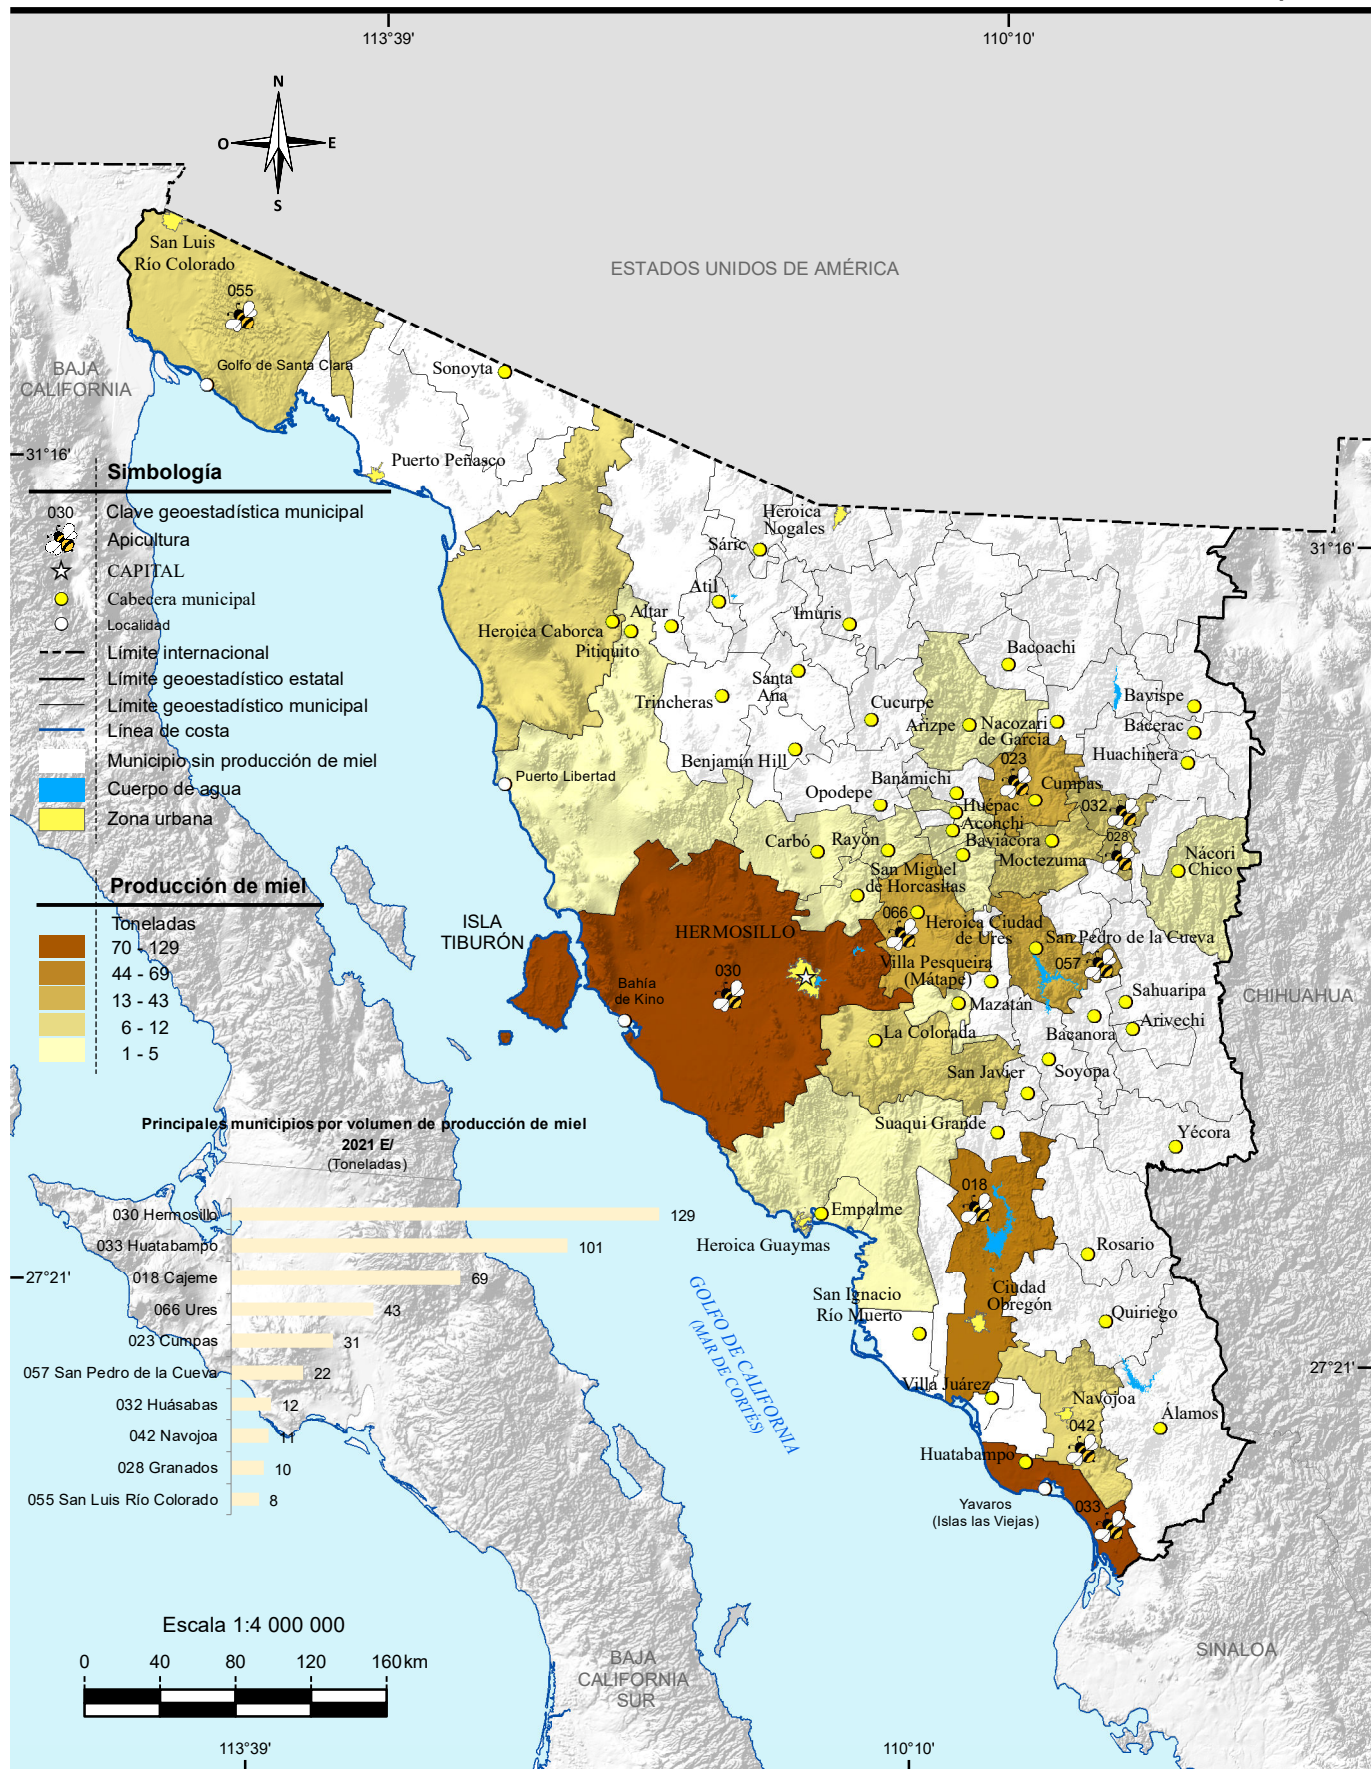 113°39'
110°10'
N
O
E
S
San Luis
Río Colorado
ESTADOS UNIDOS DE AMÉRICA
055
BAJA
CALIFORNIA
Golfo de Santa Clara
Sonoyta
31°16'
Puerto Peñasco
Simbología
030
Clave geoestadística municipal
Apicultura
CAPITAL
Cabecera municipal
Localidad
Límite internacional
Límite geoestadístico estatal
Límite geoestadístico municipal
Línea de costa
Municipio sin producción de miel
Cuerpo de agua
Zona urbana
Producción de miel
Toneladas
70 - 129
44 - 69
13 - 43
6 - 12
1 - 5
Heroica
Nogales
Sáric
31°16'
Atil
Altar
Imuris
Heroica Caborca
Pitiquito
Bacoachi
Santa
Ana
Trincheras
Cucurpe
Bavispe
Arizpe
Nacozari
de García
Bacerac
Benjamín Hill
Huachinera
023
Puerto Libertad
Banámichi
Cumpas
Opodepe
Huépac
032
Aconchi
Carbó
Rayón
Baviácora
028
Moctezuma
Nácori
Chico
San Miguel
de Horcasitas
066
Heroica Ciudad
de Ures
ISLA
TIBURÓN
HERMOSILLO
San Pedro de la Cueva
057
Villa Pesqueira
(Mátape)
030
Bahía
de Kino
Mazatán
Sahuaripa
CHIHUAHUA
Bacanora
Arivechi
La Colorada
San Javier
Soyopa
Suaqui Grande
Yécora
018
Empalme
Heroica Guaymas
Rosario
San Ignacio
Río Muerto
Ciudad
Obregón
Quiriego
GOLFO DE CALIFORNIA
(MAR DE CORTÉS)
27°21'
Villa Juárez
Navojoa
Álamos
042
Huatabampo
Yavaros
(Islas las Viejas)
033
SINALOA
Principales municipios por volumen de producción de miel
2021 E/
(Toneladas)
030 Hermosillo 129
033 Huatabampo 101
27°21'
018 Cajeme 69
066 Ures 43
023 Cumpas 31
057 San Pedro de la Cueva 22
032 Huásabas 12
042 Navojoa 11
028 Granados 10
055 San Luis Río Colorado 8
Escala 1:4 000 000
0 40 80 120 160 km
BAJA
CALIFORNIA
SUR
113°39'
110°10'